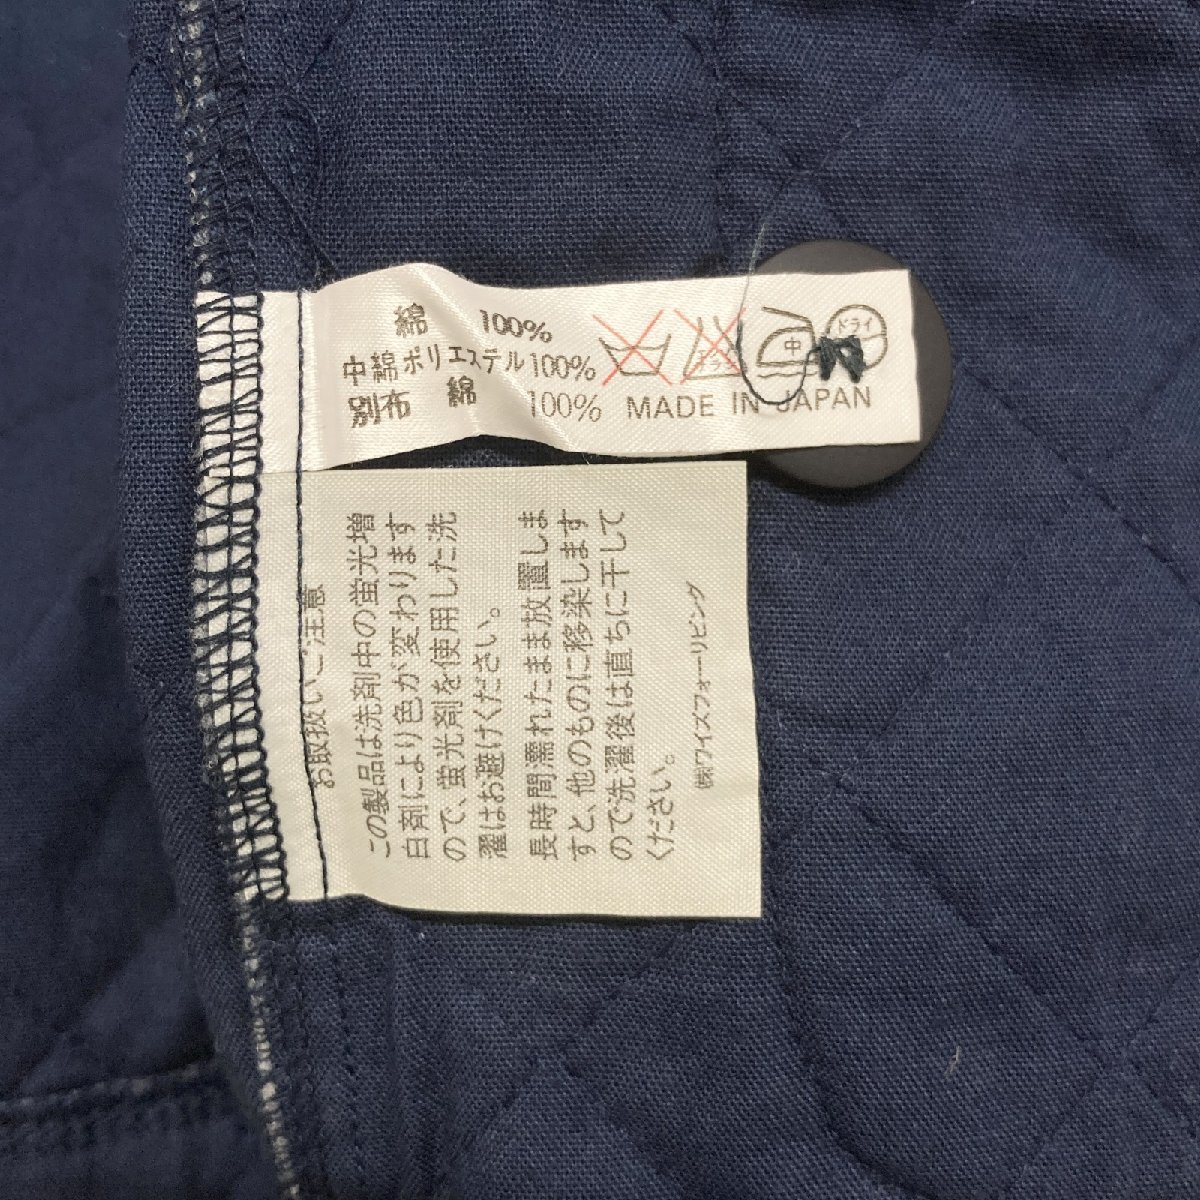 綿 100%
中綿ポリエステル100%
別布 綿 100%
エンソ
中
ドライ
MADE IN JAPAN
お取扱いご注意
この製品は洗剤中の蛍光増
白剤により色が変わります
ので、蛍光剤を使用した洗
濯はお避けください。
長時間濡れたまま放置しま
すと、他のものに移染します
ので洗濯後は直ちに干して
ください。
㈱ワイズフォーリビング